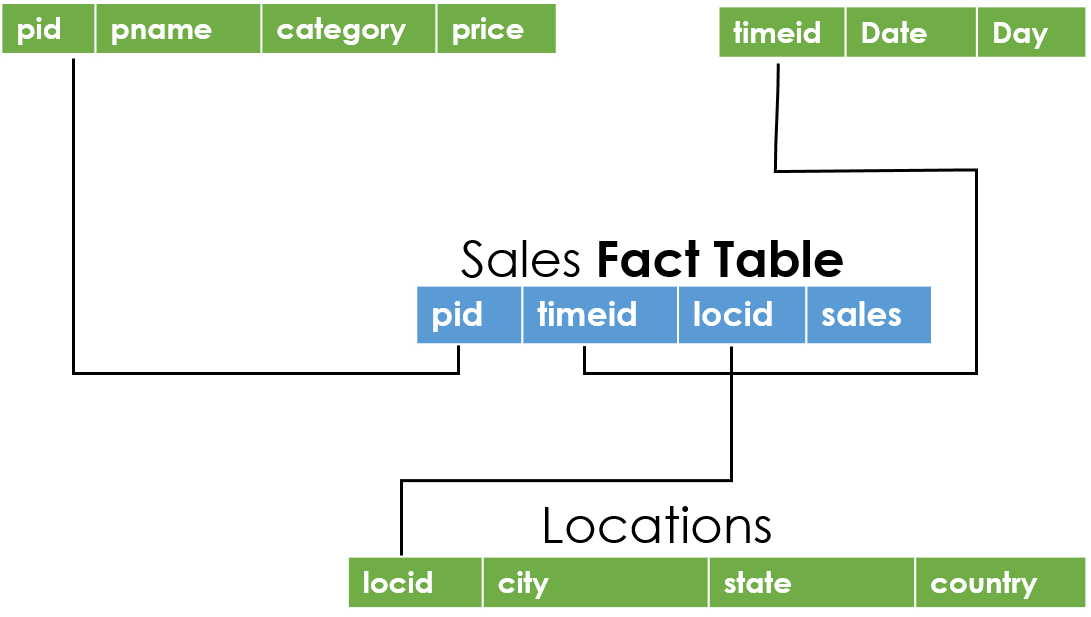 pid pname category price
timeid Date Day
Sales Fact Table
pid timeid locid sales
Locations
locid city state country